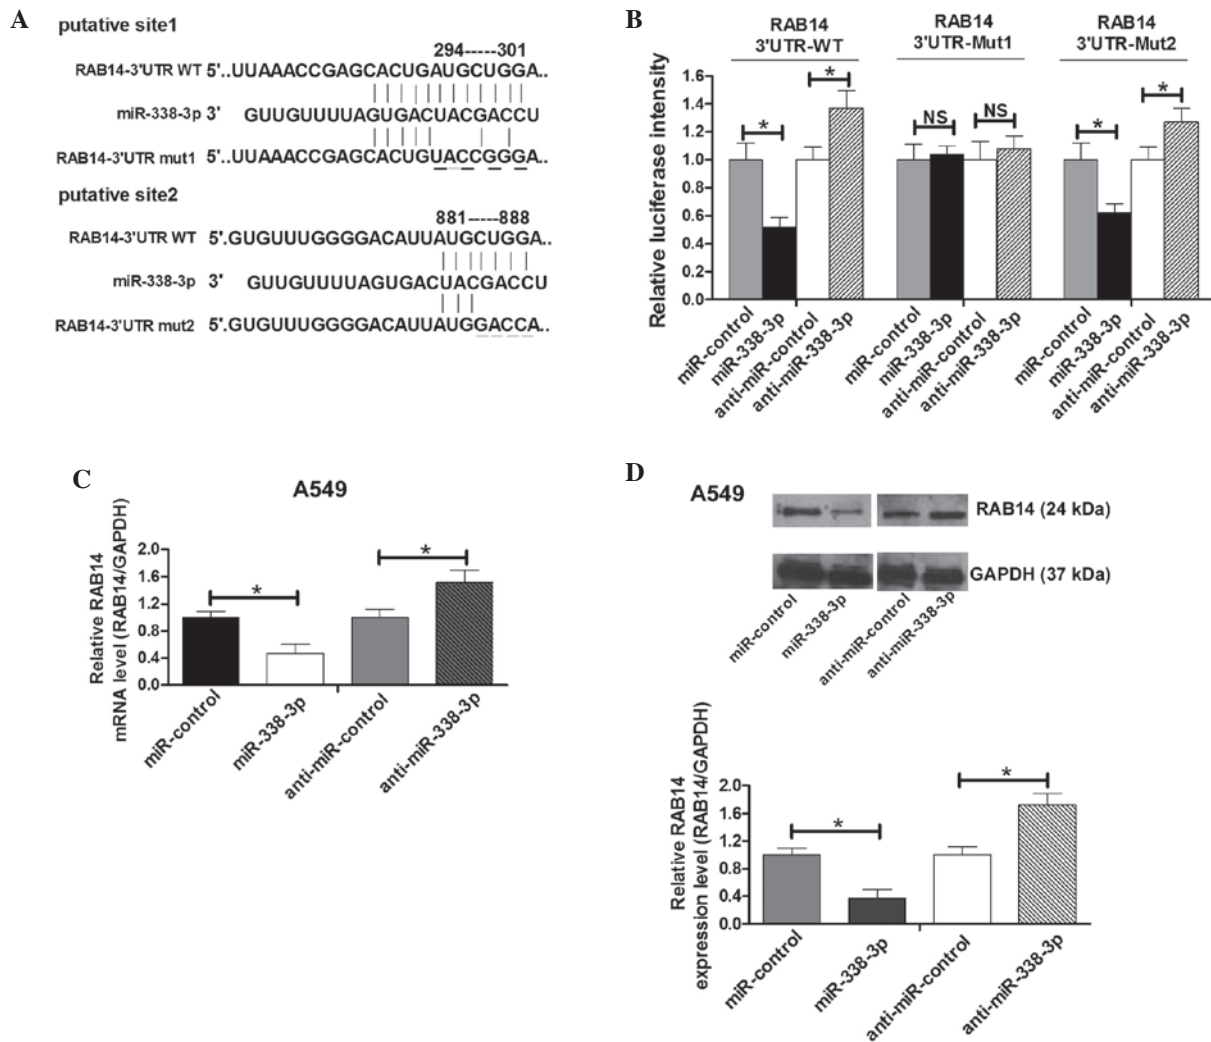 A
putative site1
294-----301
RAB14-3'UTR WT 5'..UUAAACCGAGCACUGAUGCUGGA..
miR-338-3p 3' GUUGUUUUAGUGACUACGACCU
RAB14-3'UTR mut1 5'..UUAAACCGAGCACUGUACCGGGA..
putative site2
881-----888
RAB14-3'UTR WT 5'.GUGUUUGGGGACAUUAUGCUGGA..
miR-338-3p 3' GUUGUUUUAGUGACUACGACCU
RAB14-3'UTR mut2 5'.GUGUUUGGGGACAUUAUGGACCA..
B
RAB14 3'UTR-WT
RAB14 3'UTR-Mut1
RAB14 3'UTR-Mut2
Relative luciferase intensity
1.6
1.4
1.2
1.0
0.8
0.6
0.4
0.2
0.0
*
*
NS
NS
*
*
miR-control
miR-338-3p
anti-miR-control
anti-miR-338-3p
miR-control
miR-338-3p
anti-miR-control
anti-miR-338-3p
miR-control
miR-338-3p
anti-miR-control
anti-miR-338-3p
C
A549
Relative RAB14
mRNA level (RAB14/GAPDH)
2.0
1.6
1.2
0.8
0.4
0.0
*
*
miR-control
miR-338-3p
anti-miR-control
anti-miR-338-3p
D
A549
RAB14 (24 kDa)
GAPDH (37 kDa)
miR-control
miR-338-3p
anti-miR-control
anti-miR-338-3p
Relative RAB14
expression level (RAB14/GAPDH)
2.0
1.6
1.2
0.8
0.4
0.0
*
*
miR-control
miR-338-3p
anti-miR-control
anti-miR-338-3p